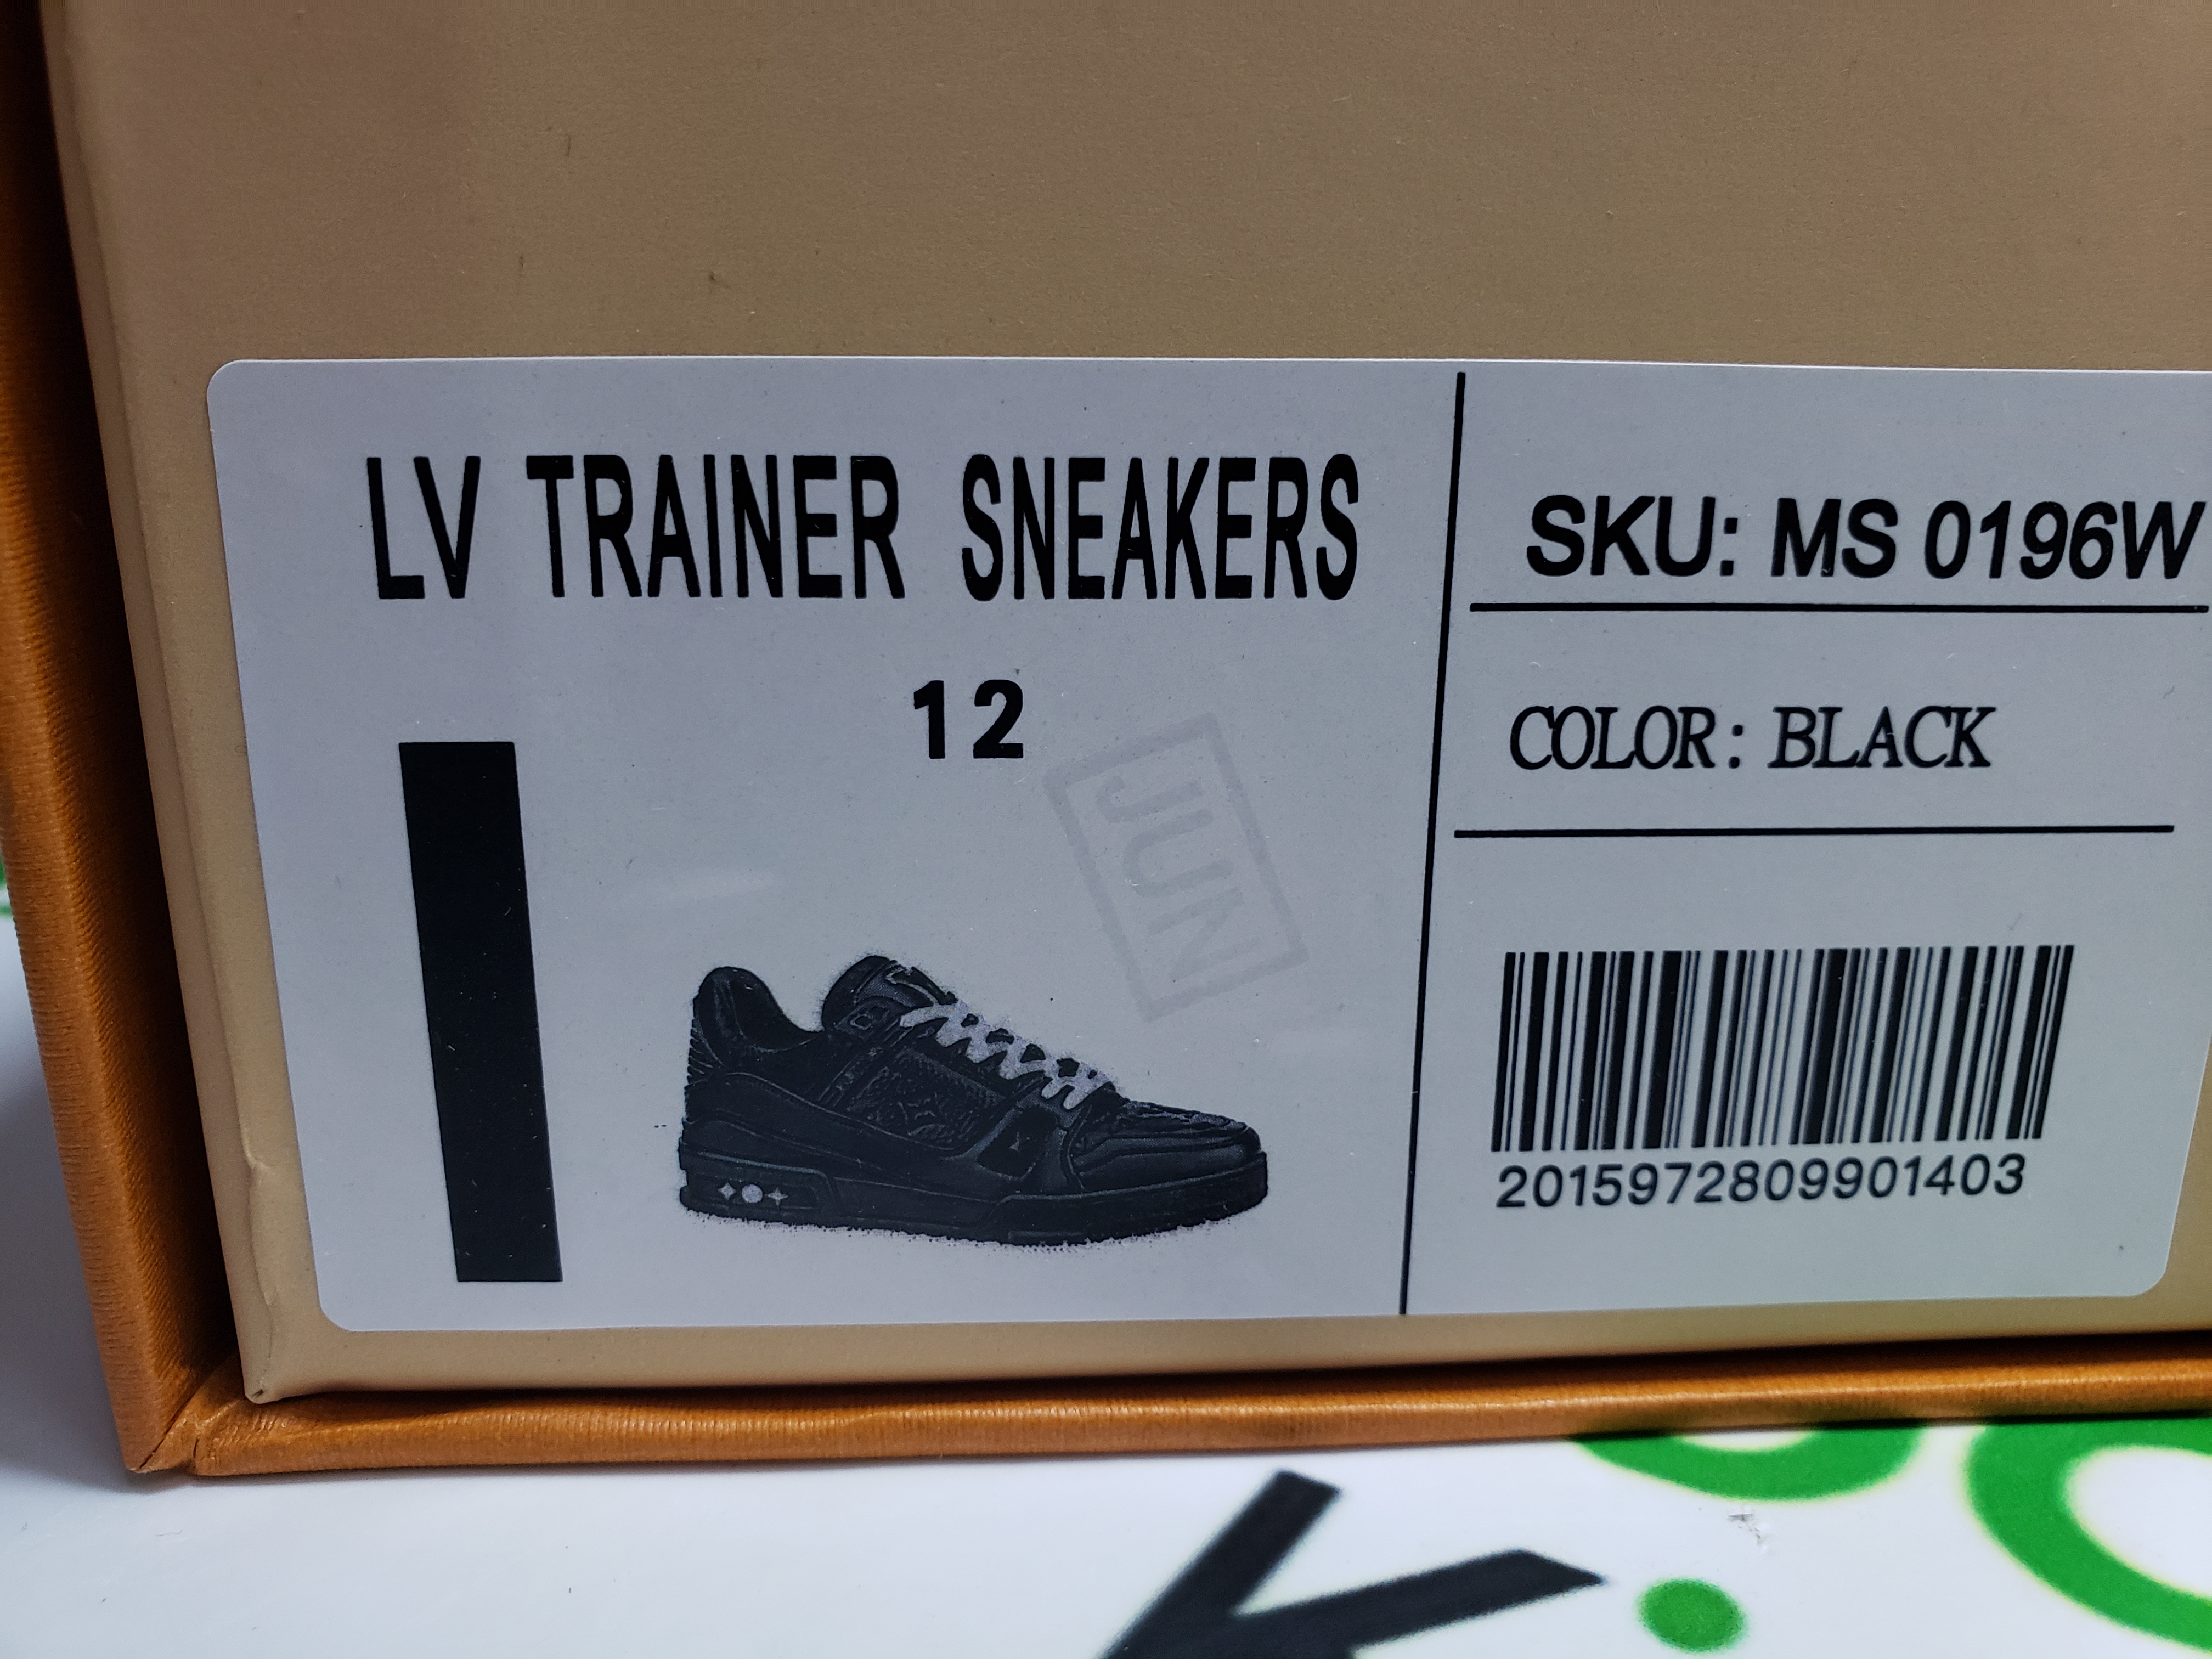 LV TRAINER SNEAKERS
12
JUN
SKU: MS 0196W
COLOR: BLACK
2015972809901403